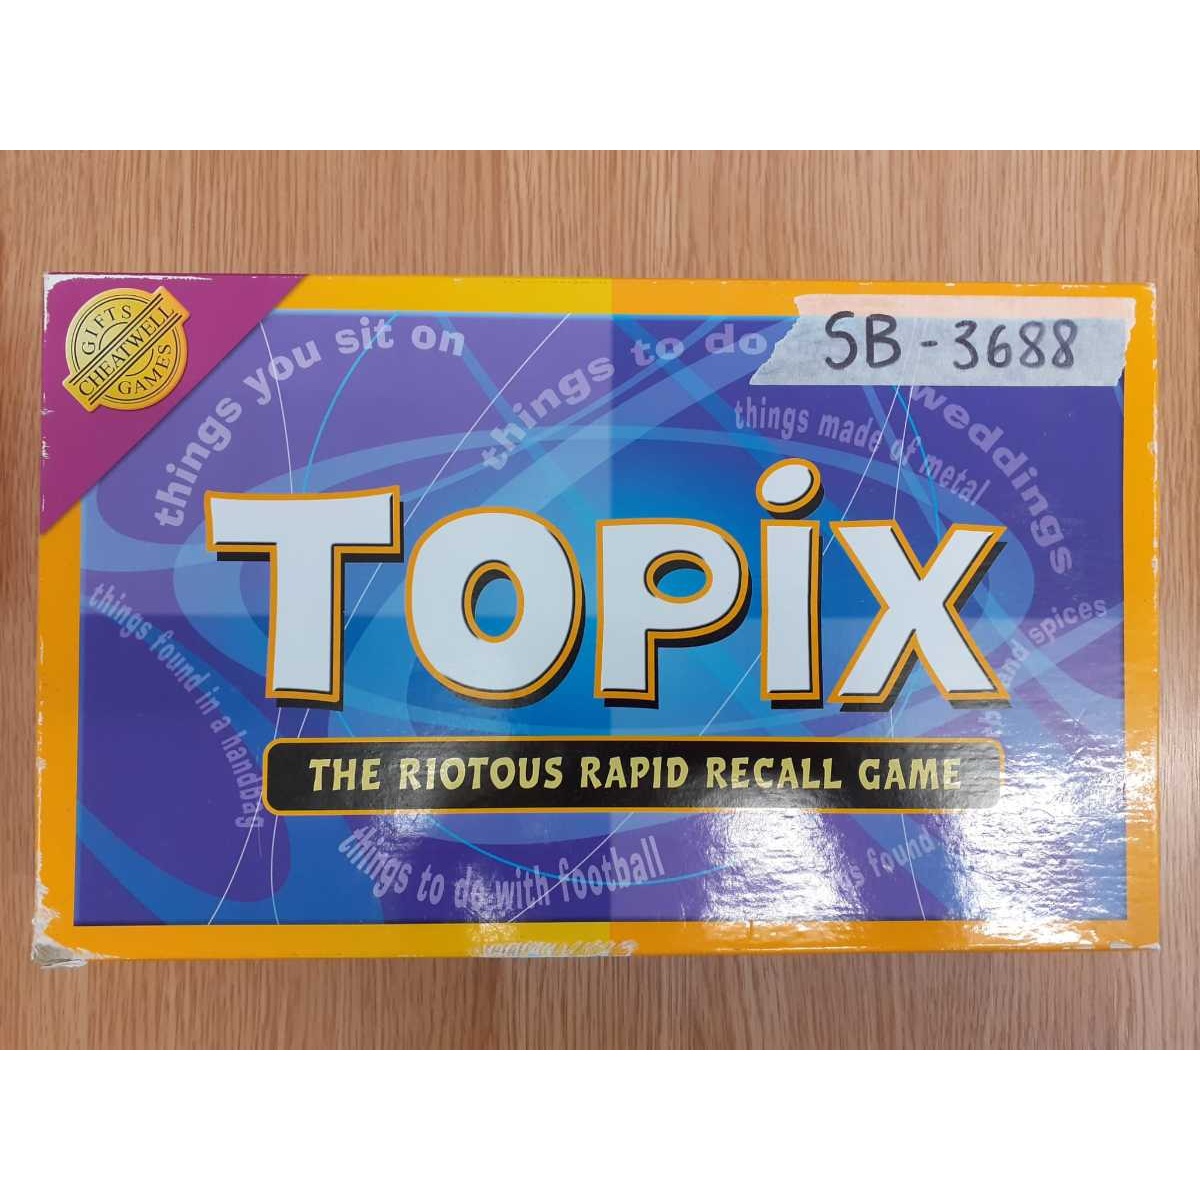 GIFTS
CHEATWELL
GAMES
SB - 3688
things you sit on
things to do
weddings
things made of metal
TOPiX
things found in a handbag
and spices
THE RIOTOUS RAPID RECALL GAME
things to do with football
found